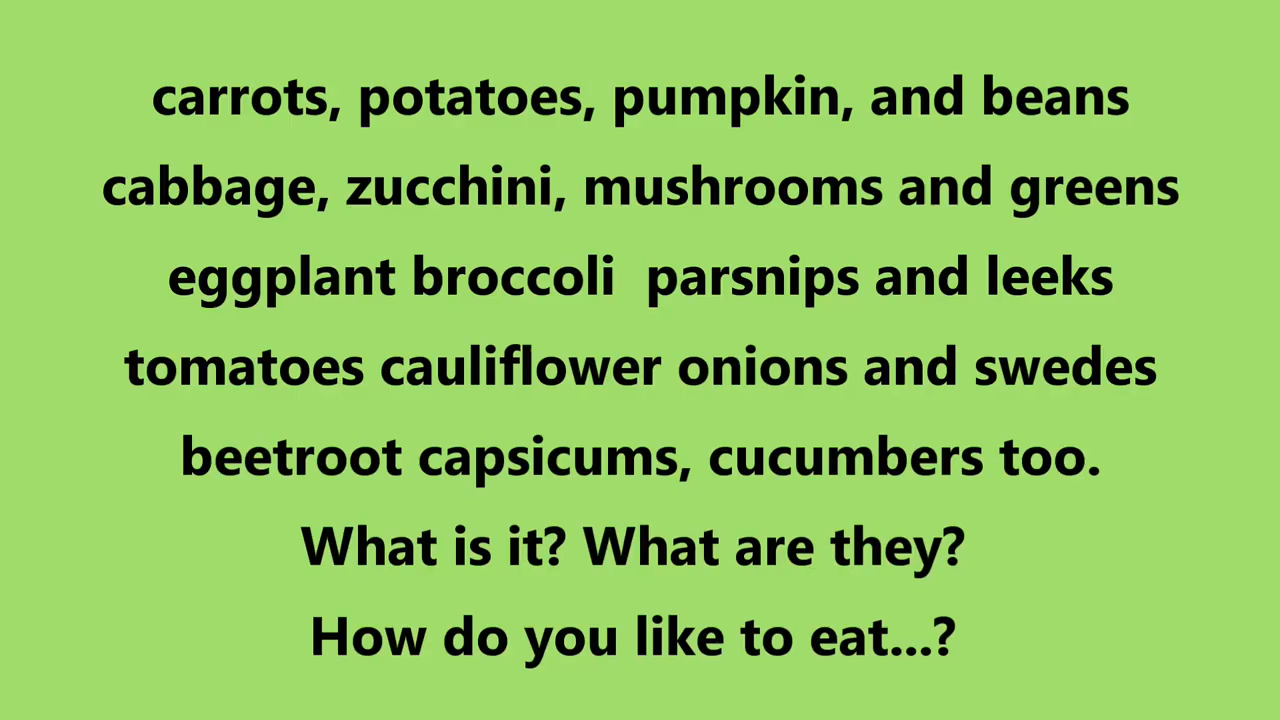 carrots, potatoes, pumpkin, and beans
cabbage, zucchini, mushrooms and greens
eggplant broccoli  parsnips and leeks
tomatoes cauliflower onions and swedes
beetroot capsicums, cucumbers too.
What is it? What are they?
How do you like to eat...?